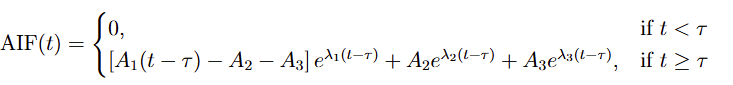 AIF(t) = { 0, if t < τ
[A₁(t − τ) − A₂ − A₃] e^{λ₁(t−τ)} + A₂e^{λ₂(t−τ)} + A₃e^{λ₃(t−τ)}, if t ≥ τ